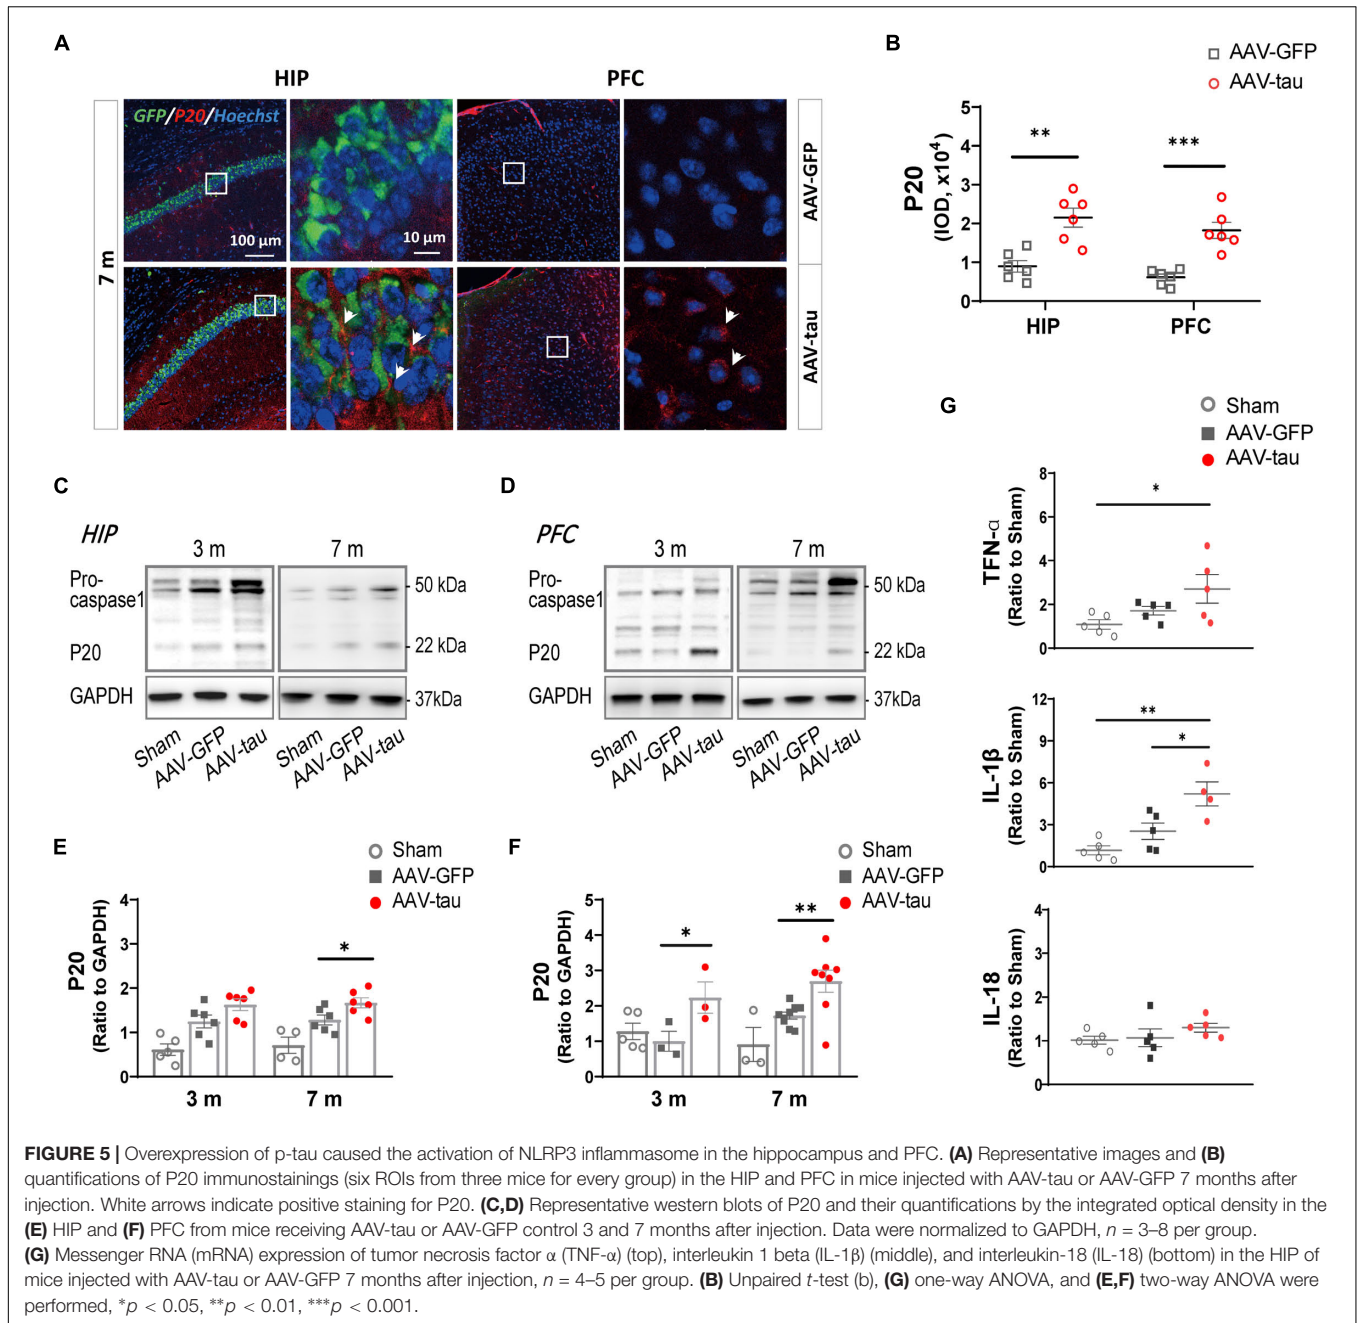 A
HIP
PFC
7 m
GFP/P20/Hoechst
100 µm
10 µm
AAV-GFP
AAV-tau
B
AAV-GFP
AAV-tau
P20
(IOD, x10⁴)
5
4
3
2
1
0
**
***
HIP
PFC
C
HIP
3 m
7 m
Pro-
caspase1
P20
GAPDH
50 kDa
22 kDa
37kDa
Sham
AAV-GFP
AAV-tau
Sham
AAV-GFP
AAV-tau
D
PFC
3 m
7 m
Pro-
caspase1
P20
GAPDH
50 kDa
22 kDa
37kDa
Sham
AAV-GFP
AAV-tau
Sham
AAV-GFP
AAV-tau
E
Sham
AAV-GFP
AAV-tau
P20
(Ratio to GAPDH)
4
3
2
1
0
*
3 m
7 m
F
Sham
AAV-GFP
AAV-tau
P20
(Ratio to GAPDH)
5
4
3
2
1
0
*
**
3 m
7 m
G
Sham
AAV-GFP
AAV-tau
TFN-α
(Ratio to Sham)
8
6
4
2
0
*
IL-1β
(Ratio to Sham)
12
9
6
3
0
**
*
IL-18
(Ratio to Sham)
4
3
2
1
0
FIGURE 5 | Overexpression of p-tau caused the activation of NLRP3 inflammasome in the hippocampus and PFC. (A) Representative images and (B)
quantifications of P20 immunostainings (six ROIs from three mice for every group) in the HIP and PFC in mice injected with AAV-tau or AAV-GFP 7 months after
injection. White arrows indicate positive staining for P20. (C,D) Representative western blots of P20 and their quantifications by the integrated optical density in the
(E) HIP and (F) PFC from mice receiving AAV-tau or AAV-GFP control 3 and 7 months after injection. Data were normalized to GAPDH, n = 3–8 per group.
(G) Messenger RNA (mRNA) expression of tumor necrosis factor α (TNF-α) (top), interleukin 1 beta (IL-1β) (middle), and interleukin-18 (IL-18) (bottom) in the HIP of
mice injected with AAV-tau or AAV-GFP 7 months after injection, n = 4–5 per group. (B) Unpaired t-test (b), (G) one-way ANOVA, and (E,F) two-way ANOVA were
performed, *p < 0.05, **p < 0.01, ***p < 0.001.